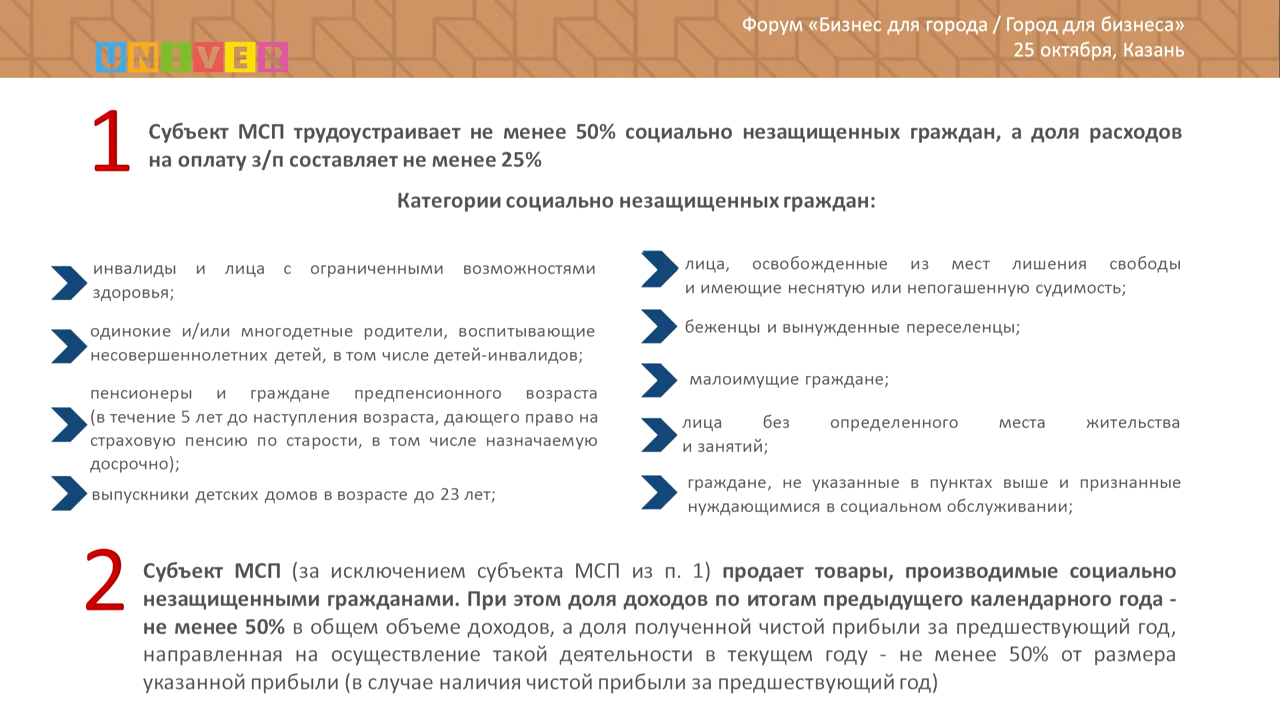 Форум «Бизнес для города / Город для бизнеса»
25 октября, Казань
UNIVER
1
Субъект МСП трудоустраивает не менее 50% социально незащищенных граждан, а доля расходов
на оплату з/п составляет не менее 25%
Категории социально незащищенных граждан:
инвалиды и лица с ограниченными возможностями
здоровья;
одинокие и/или многодетные родители, воспитывающие
несовершеннолетних детей, в том числе детей-инвалидов;
пенсионеры и граждане предпенсионного возраста
(в течение 5 лет до наступления возраста, дающего право на
страховую пенсию по старости, в том числе назначаемую
досрочно);
выпускники детских домов в возрасте до 23 лет;
лица, освобожденные из мест лишения свободы
и имеющие неснятую или непогашенную судимость;
беженцы и вынужденные переселенцы;
малоимущие граждане;
лица без определенного места жительства
и занятий;
граждане, не указанные в пунктах выше и признанные
нуждающимися в социальном обслуживании;
2
Субъект МСП (за исключением субъекта МСП из п. 1) продает товары, производимые социально
незащищенными гражданами. При этом доля доходов по итогам предыдущего календарного года -
не менее 50% в общем объеме доходов, а доля полученной чистой прибыли за предшествующий год,
направленная на осуществление такой деятельности в текущем году - не менее 50% от размера
указанной прибыли (в случае наличия чистой прибыли за предшествующий год)